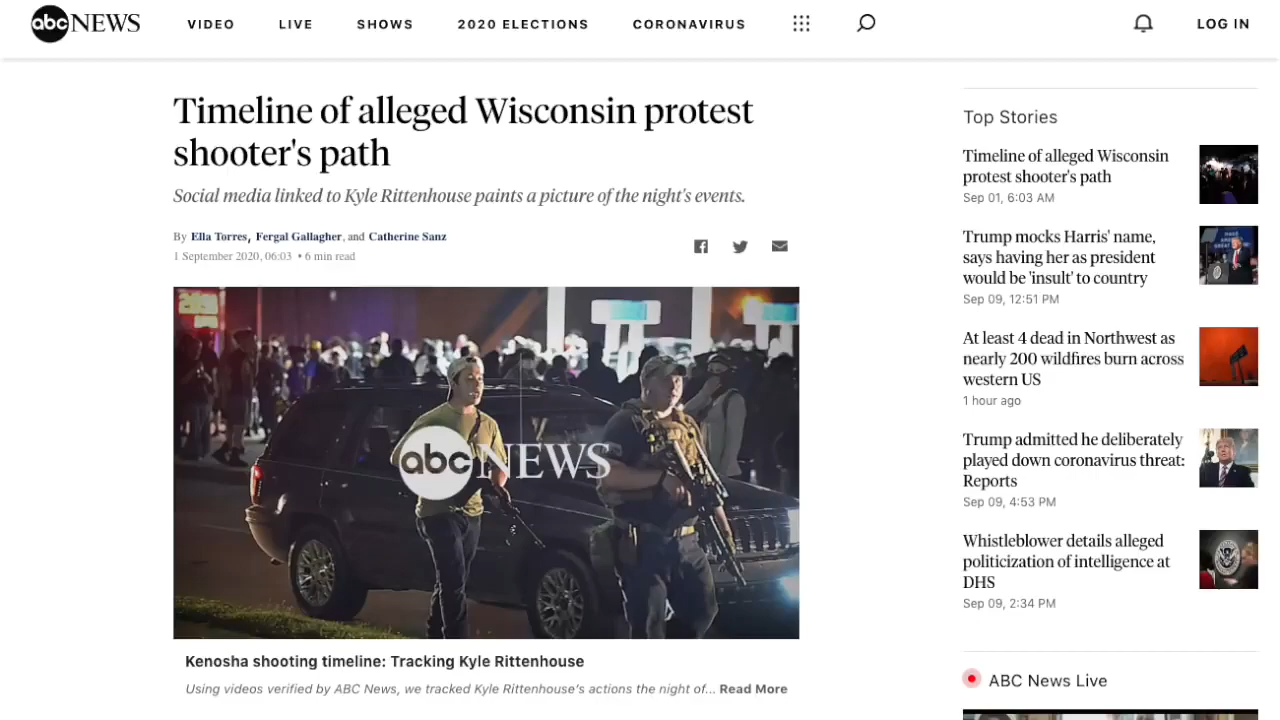 abc NEWS
VIDEO
LIVE
SHOWS
2020 ELECTIONS
CORONAVIRUS
LOG IN
Timeline of alleged Wisconsin protest
shooter's path
Social media linked to Kyle Rittenhouse paints a picture of the night's events.
By Ella Torres, Fergal Gallagher, and Catherine Sanz
1 September 2020, 06:03 • 6 min read
abc NEWS
Kenosha shooting timeline: Tracking Kyle Rittenhouse
Using videos verified by ABC News, we tracked Kyle Rittenhouse's actions the night of... Read More
Top Stories
Timeline of alleged Wisconsin
protest shooter's path
Sep 01, 6:03 AM
Trump mocks Harris' name,
says having her as president
would be 'insult' to country
Sep 09, 12:51 PM
At least 4 dead in Northwest as
nearly 200 wildfires burn across
western US
1 hour ago
Trump admitted he deliberately
played down coronavirus threat:
Reports
Sep 09, 4:53 PM
Whistleblower details alleged
politicization of intelligence at
DHS
Sep 09, 2:34 PM
ABC News Live